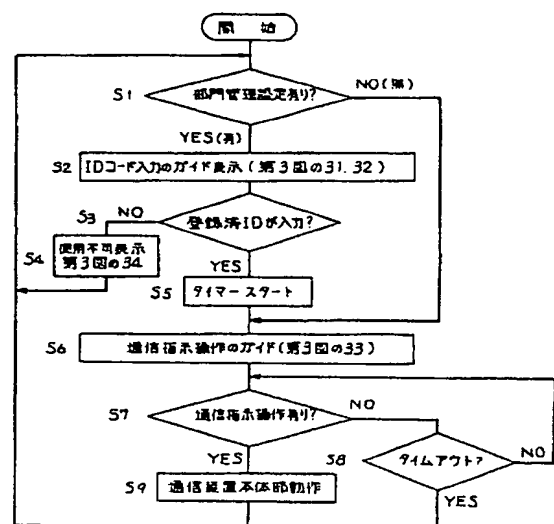 開 始
S1
部門管理設定有り?
NO(無)
YES(有)
S2
IDコード入力のガイド表示(第3図の31.32)
S3
NO
登録済IDが入力?
S4
使用不可表示
第3図の34
YES
S5
タイマースタート
S6
通信指示操作のガイド(第3図の33)
S7
通信指示操作有り?
NO
YES
S8
タイムアウト?
NO
S9
通信装置本体部動作
YES